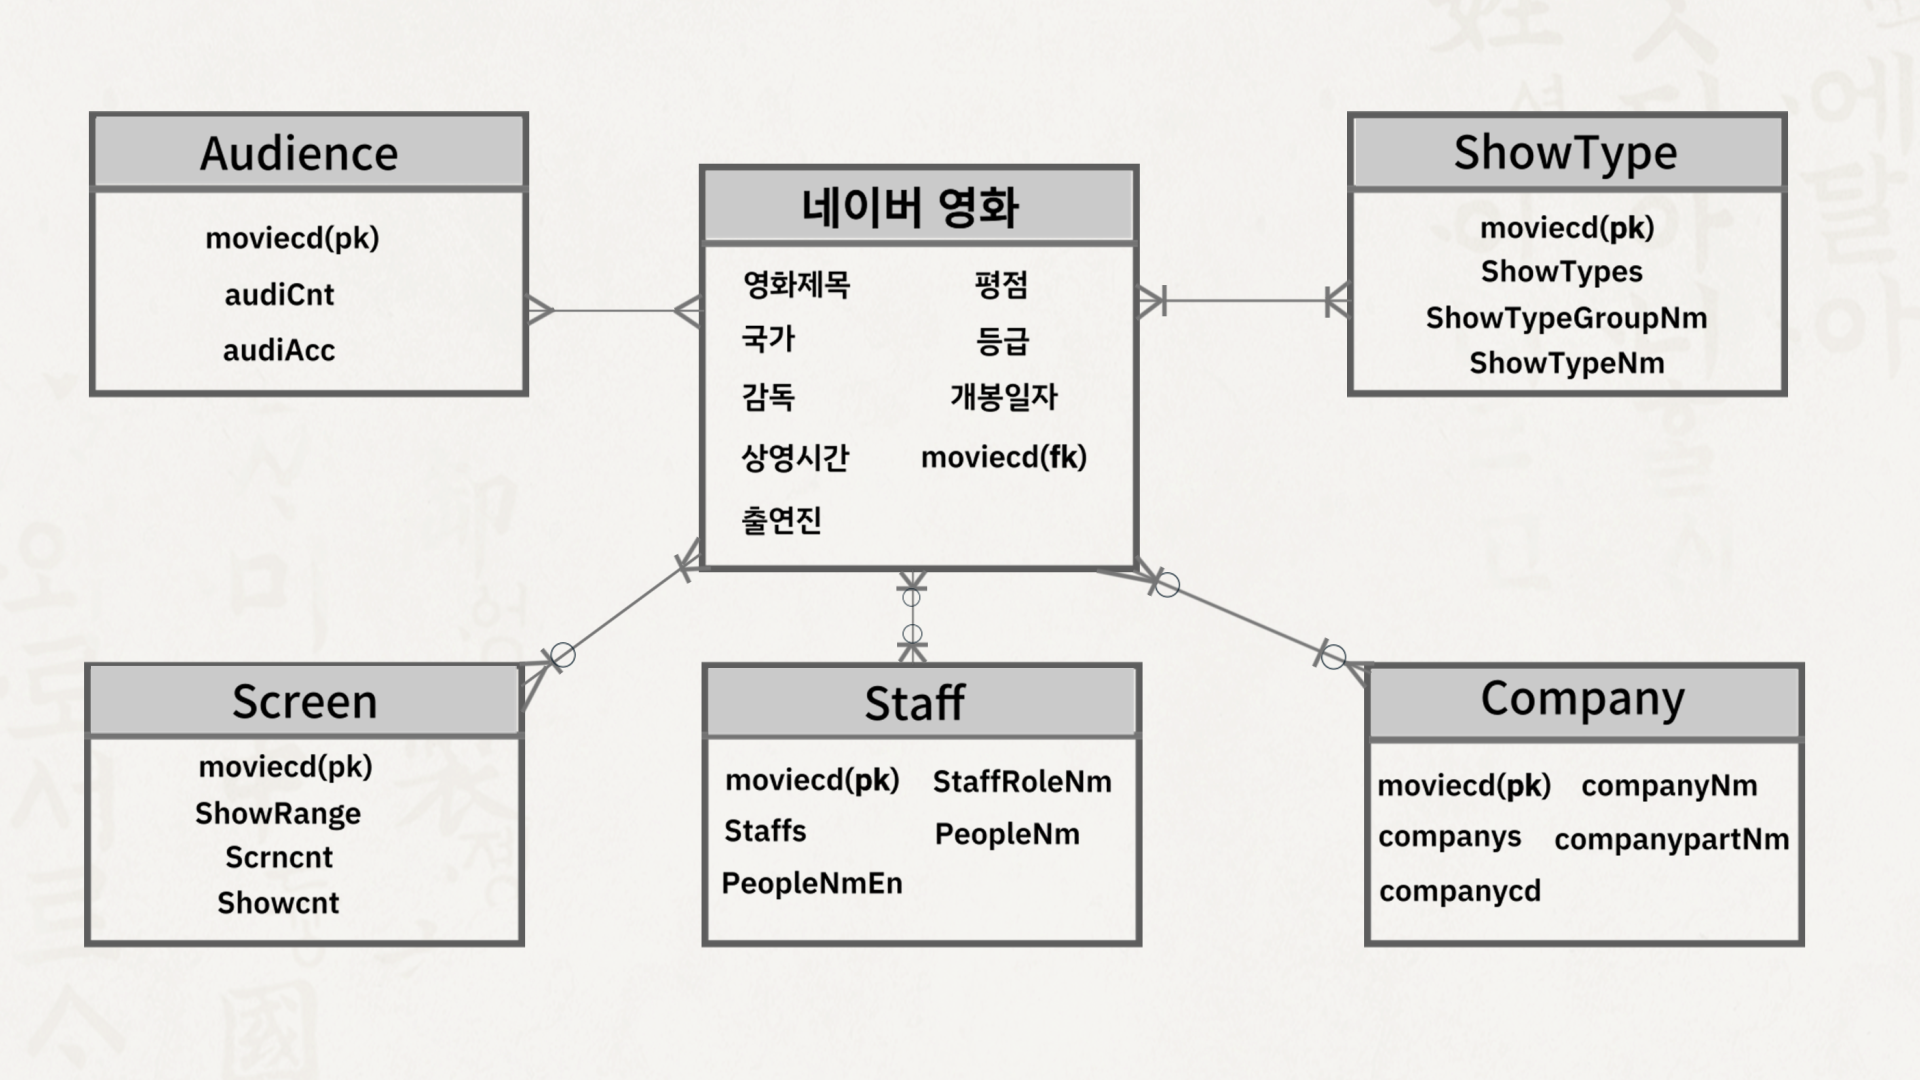 Audience
moviecd(pk)
audiCnt
audiAcc
네이버 영화
영화제목
평점
국가
등급
감독
개봉일자
상영시간
moviecd(fk)
출연진
ShowType
moviecd(pk)
ShowTypes
ShowTypeGroupNm
ShowTypeNm
Screen
moviecd(pk)
ShowRange
Scrncnt
Showcnt
Staff
moviecd(pk) StaffRoleNm
Staffs PeopleNm
PeopleNmEn
Company
moviecd(pk) companyNm
companys companypartNm
companycd